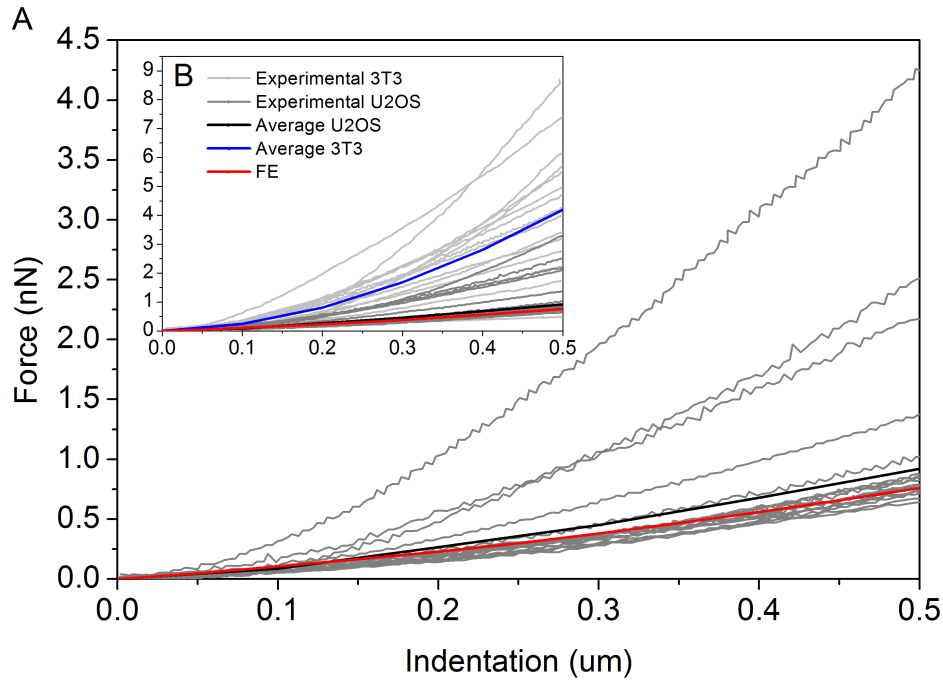 A
4.5
4.0
3.5
3.0
2.5
2.0
1.5
1.0
0.5
0.0
Force (nN)
0.0 0.1 0.2 0.3 0.4 0.5
Indentation (um)
B
9
8
7
6
5
4
3
2
1
0
0.0 0.1 0.2 0.3 0.4 0.5
Experimental 3T3
Experimental U2OS
Average U2OS
Average 3T3
FE